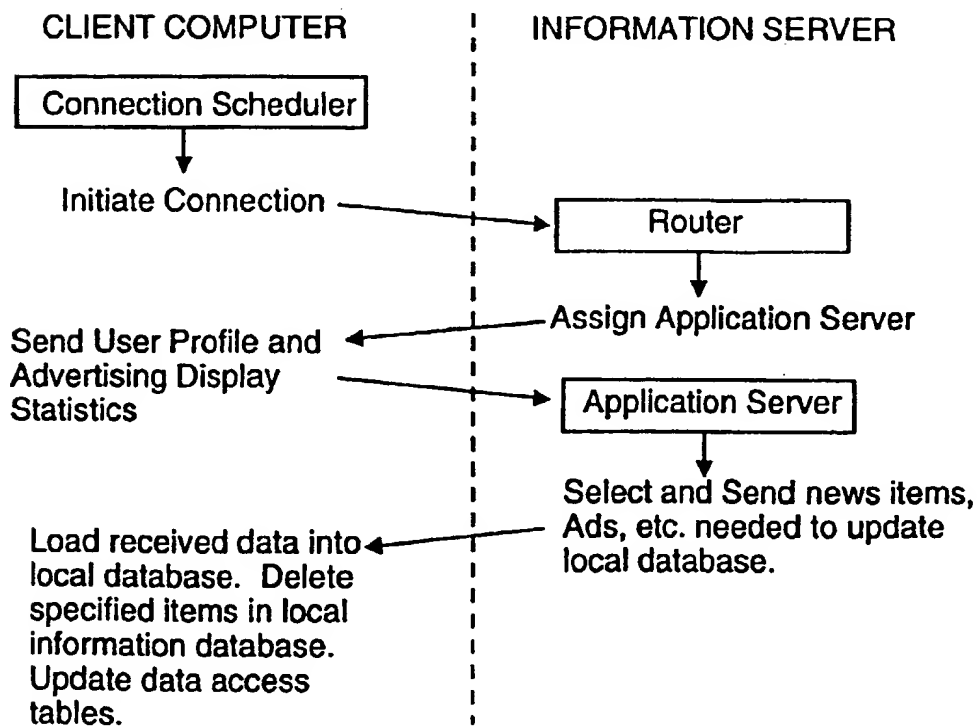 CLIENT COMPUTER
INFORMATION SERVER
Connection Scheduler
Initiate Connection
Router
Assign Application Server
Send User Profile and
Advertising Display
Statistics
Application Server
Select and Send news items,
Ads, etc. needed to update
local database.
Load received data into
local database. Delete
specified items in local
information database.
Update data access
tables.